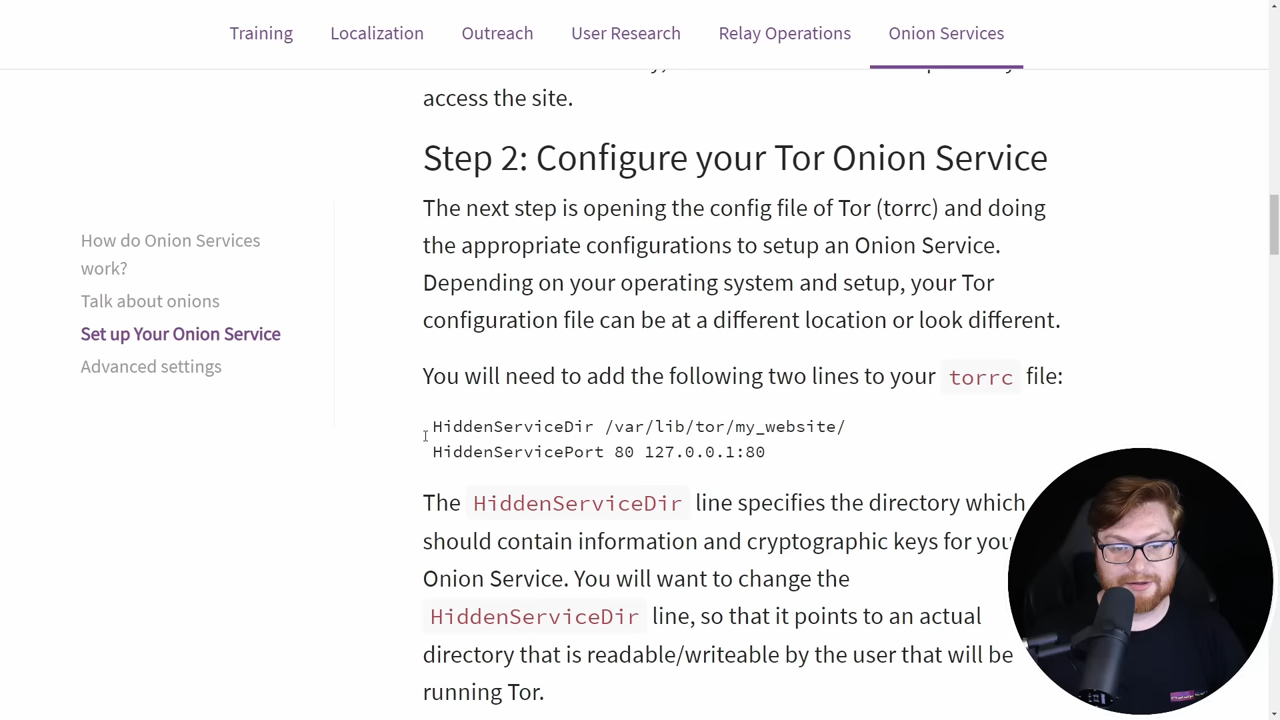 Training Localization Outreach User Research Relay Operations Onion Services
access the site.
Step 2: Configure your Tor Onion Service
The next step is opening the config file of Tor (torrc) and doing
the appropriate configurations to setup an Onion Service.
Depending on your operating system and setup, your Tor
configuration file can be at a different location or look different.
How do Onion Services
work?
Talk about onions
Set up Your Onion Service
Advanced settings
You will need to add the following two lines to your torrc file:
HiddenServiceDir /var/lib/tor/my_website/
HiddenServicePort 80 127.0.0.1:80
The HiddenServiceDir line specifies the directory which
should contain information and cryptographic keys for
Onion Service. You will want to change the
HiddenServiceDir line, so that it points to an actual
directory that is readable/writeable by the user that will be
running Tor.